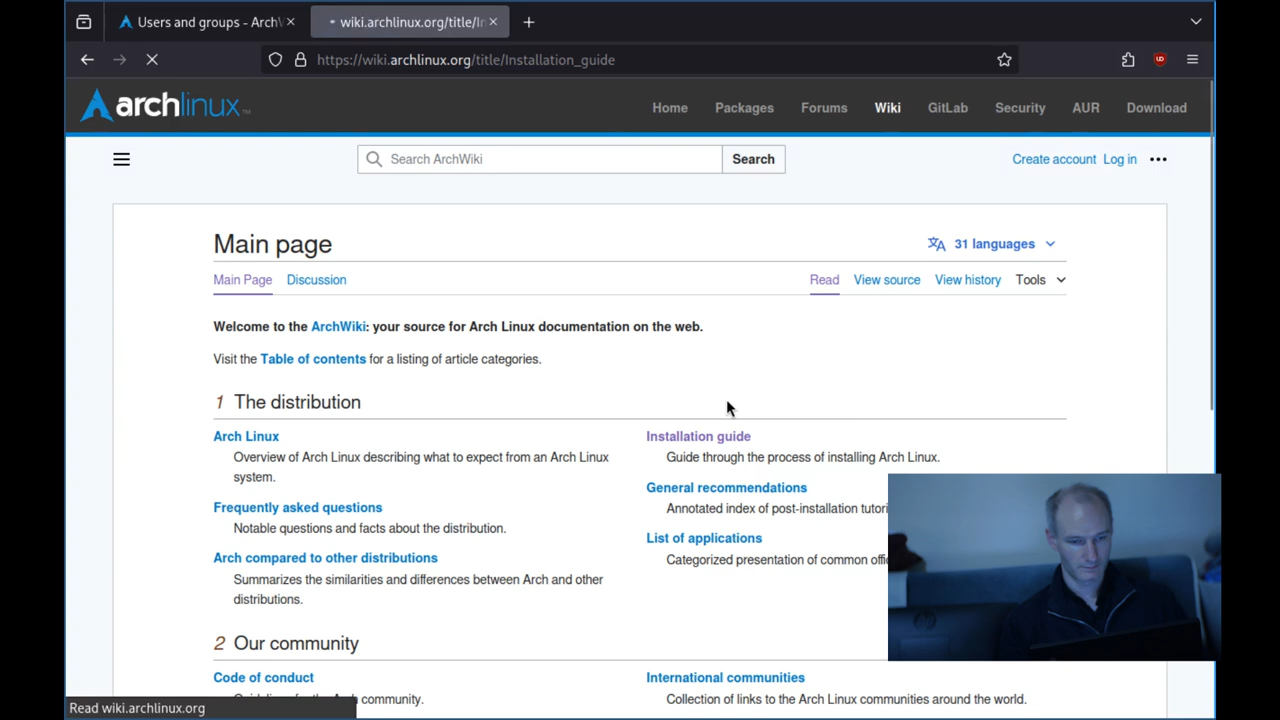 Users and groups - ArchW
wiki.archlinux.org/title/In
https://wiki.archlinux.org/title/Installation_guide
archlinux
Home Packages Forums Wiki GitLab Security AUR Download
Search ArchWiki Search
Create account Log in
Main page
31 languages
Main Page Discussion
Read View source View history Tools
Welcome to the ArchWiki: your source for Arch Linux documentation on the web.
Visit the Table of contents for a listing of article categories.
1 The distribution
Arch Linux
Overview of Arch Linux describing what to expect from an Arch Linux
system.
Frequently asked questions
Notable questions and facts about the distribution.
Arch compared to other distributions
Summarizes the similarities and differences between Arch and other
distributions.
Installation guide
Guide through the process of installing Arch Linux.
General recommendations
Annotated index of post-installation tutori
List of applications
Categorized presentation of common offi
2 Our community
Code of conduct
community.
International communities
Collection of links to the Arch Linux communities around the world.
Read wiki.archlinux.org